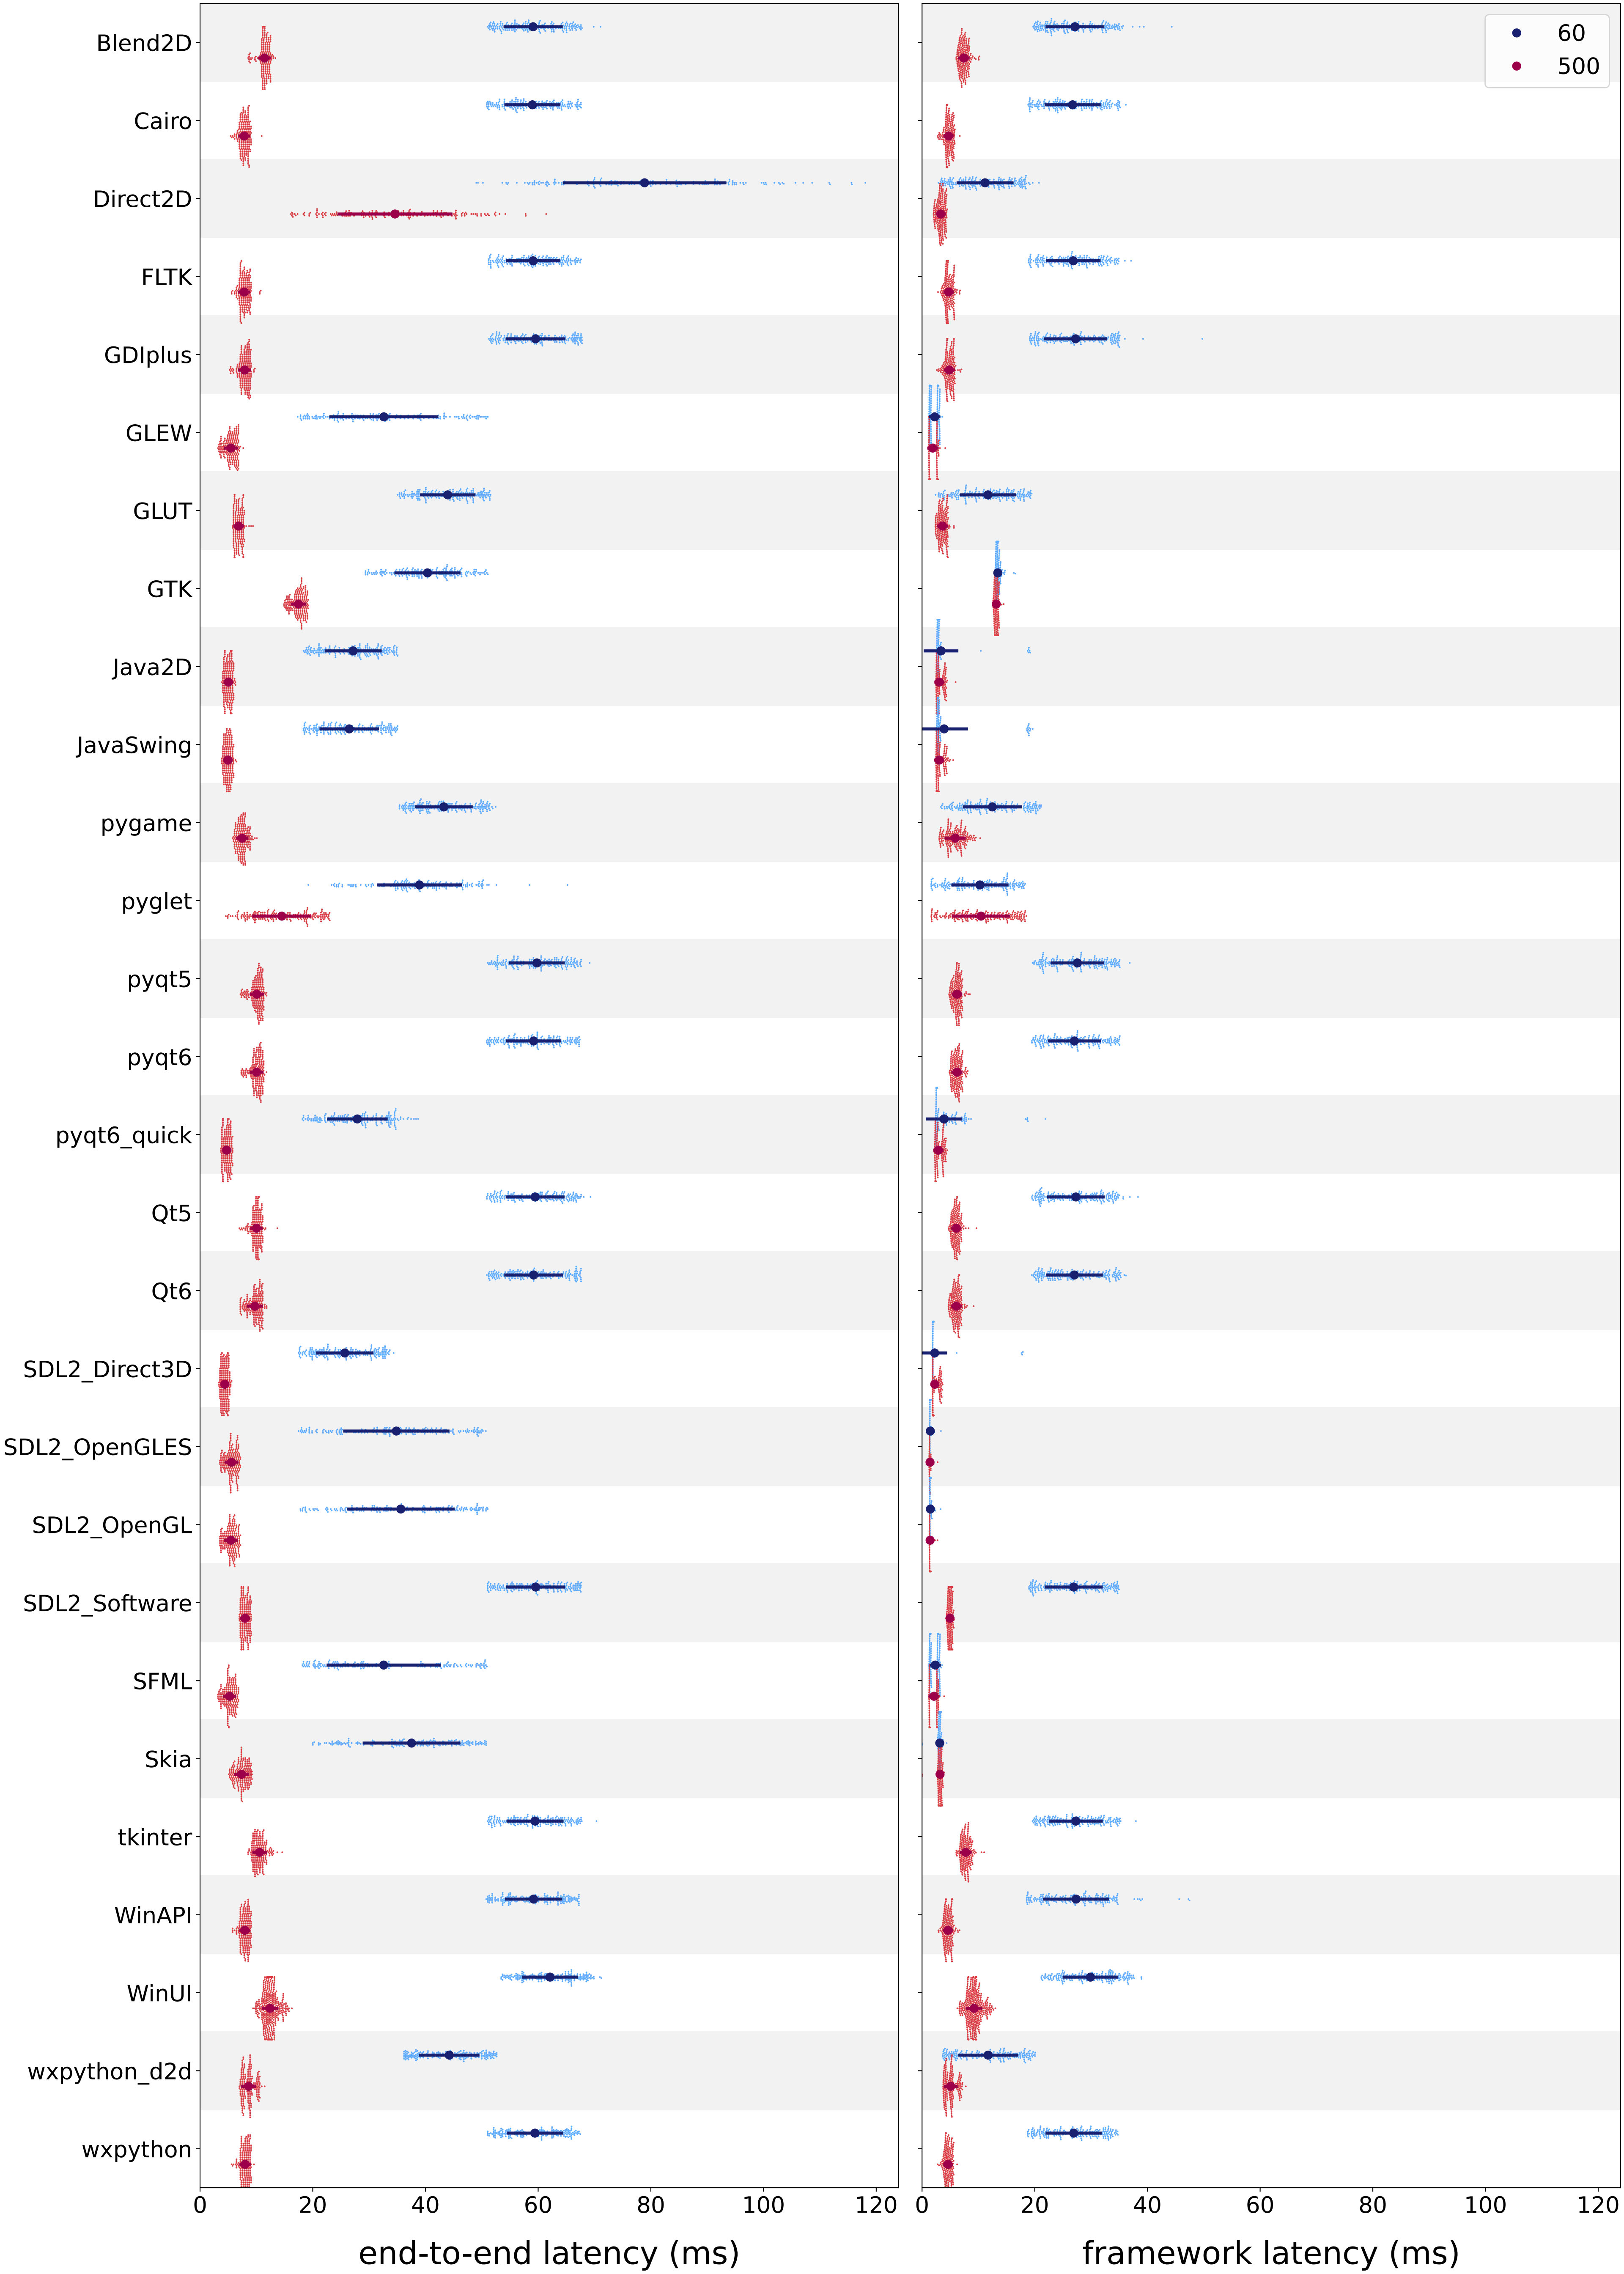 Blend2D
60
500
Cairo
Direct2D
FLTK
GDIplus
GLEW
GLUT
GTK
Java2D
JavaSwing
pygame
pyglet
pyqt5
pyqt6
pyqt6_quick
Qt5
Qt6
SDL2_Direct3D
SDL2_OpenGLES
SDL2_OpenGL
SDL2_Software
SFML
Skia
tkinter
WinAPI
WinUI
wxpython_d2d
wxpython
0 20 40 60 80 100 120 0 20 40 60 80 100 120
end-to-end latency (ms) framework latency (ms)